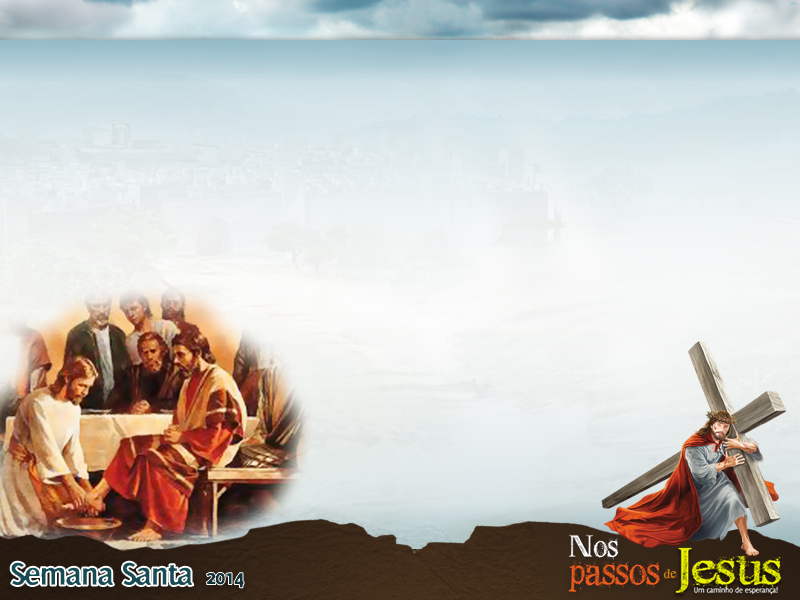 Semana Santa 2014
Nos
passos de Jesus
Um caminho de esperança!